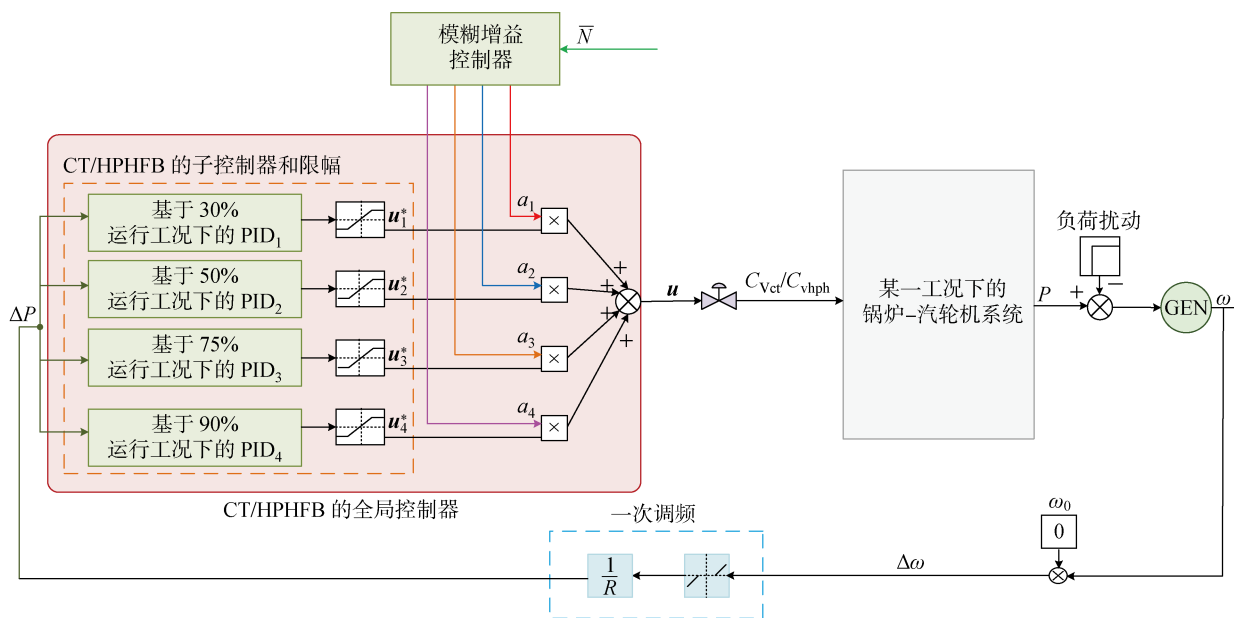 模糊增益
控制器
N̅
CT/HPHFB 的子控制器和限幅
基于 30%
运行工况下的 PID₁
u₁*
a₁
×
基于 50%
运行工况下的 PID₂
u₂*
a₂
×
基于 75%
运行工况下的 PID₃
u₃*
a₃
×
基于 90%
运行工况下的 PID₄
u₄*
a₄
×
ΔP
+
+
+
+
u
C_Vct/C_vhph
某一工况下的
锅炉–汽轮机系统
P
+
−
负荷扰动
GEN
ω
CT/HPHFB 的全局控制器
一次调频
1/R
Δω
ω₀
0